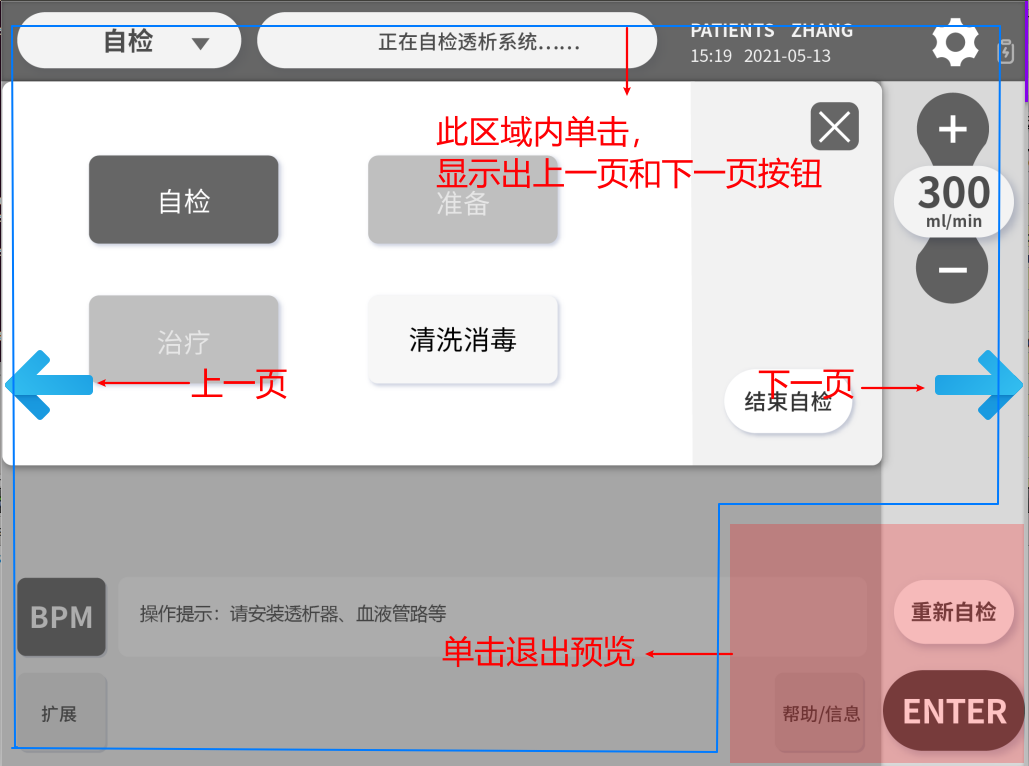 自检
正在自检透析系统......
PATIENTS ZHANG
15:19 2021-05-13
此区域内单击，
显示出上一页和下一页按钮
自检
准备
300
ml/min
治疗
清洗消毒
上一页
下一页
结束自检
BPM
操作提示：请安装透析器、血液管路等
重新自检
单击退出预览
扩展
帮助/信息
ENTER